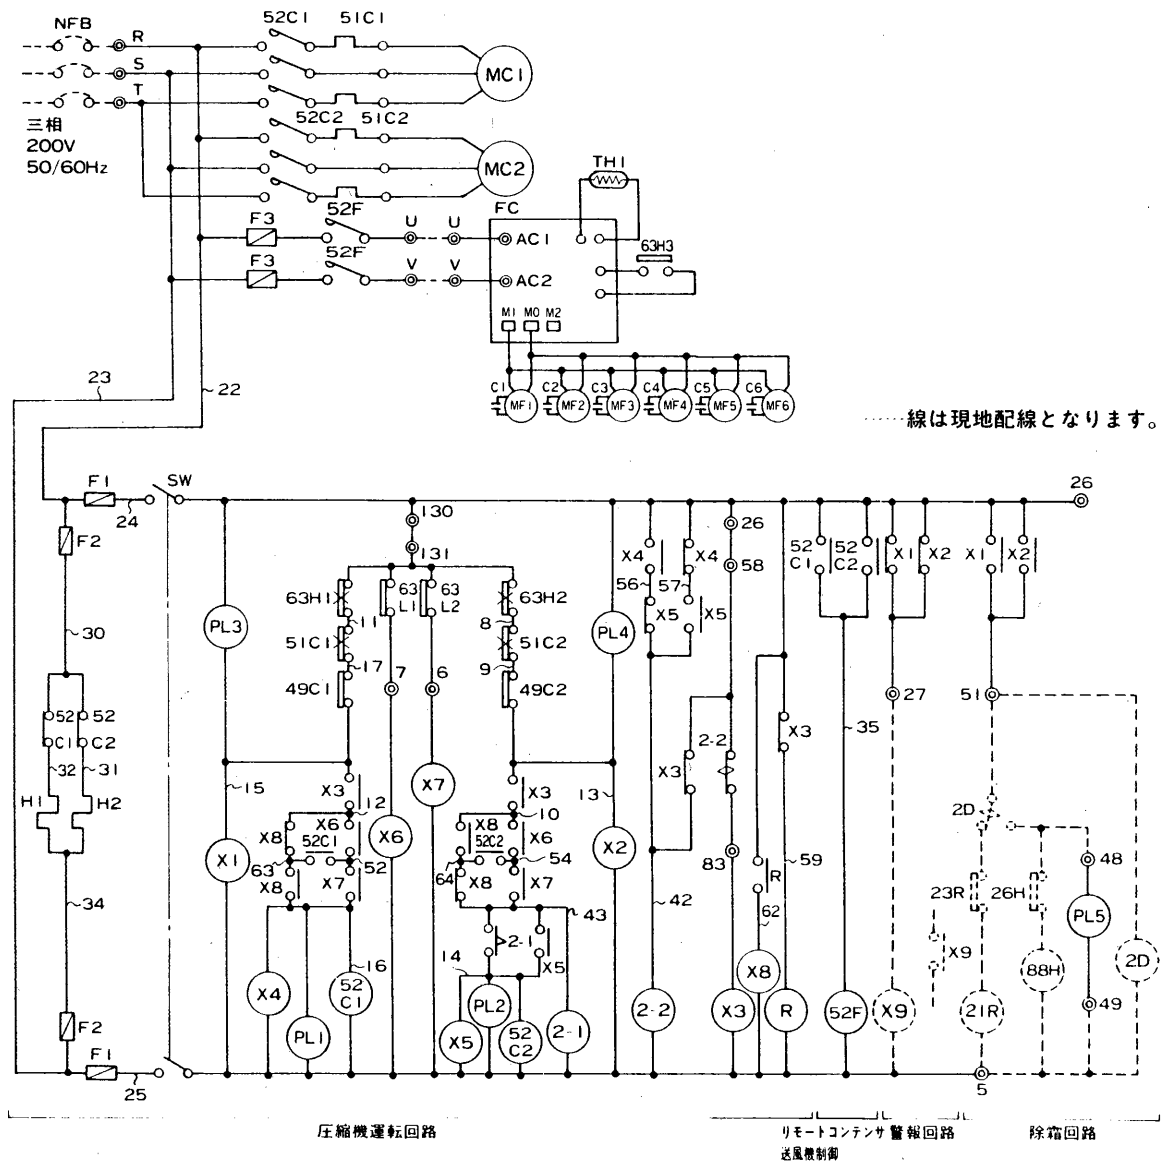 NFB
R
52C1
51C1
S
MC1
T
三相
200V
50/60Hz
52C2
51C2
MC2
TH1
FC
F3
52F
U
U
AC1
63H3
F3
52F
V
V
AC2
M1
M0
M2
23
22
C1
C2
C3
C4
C5
C6
MF1
MF2
MF3
MF4
MF5
MF6
……線は現地配線となります。
F1
SW
26
24
130
26
F2
131
X4
X4
52
C1
52
C2
X1
X2
X1
X2
58
56
57
63H1
63
L1
63
L2
63H2
X5
X5
11
8
PL3
PL4
30
51C1
51C2
17
9
7
6
49C1
49C2
27
51
52
C1
52
C2
35
X3
2-2
X3
32
31
15
X7
13
X3
12
X3
10
H1
H2
2D
X8
X6
X6
X8
X6
52C1
52C2
X1
X2
83
59
48
63
52
64
54
X8
X7
X8
X7
R
23R
26H
34
42
62
PL5
43
2-1
X9
14
X5
16
X8
88H
2D
X4
52
C1
PL2
2-2
X3
R
52F
X9
21R
49
PL1
X5
52
C2
2-1
F2
F1
25
5
圧縮機運転回路
リモートコンデンサ
送風機制御
警報回路
除霜回路